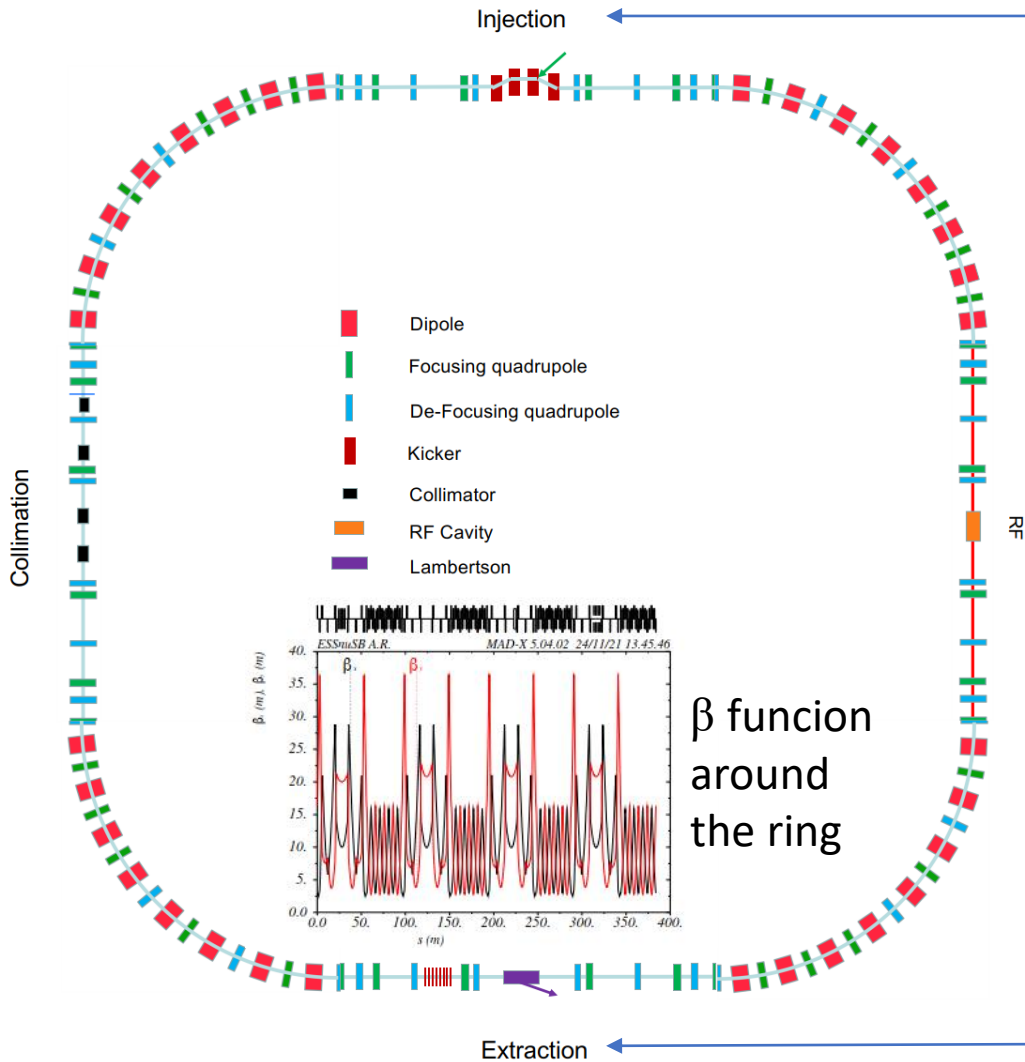 Injection
Dipole
Focusing quadrupole
De-Focusing quadrupole
Kicker
Collimator
RF Cavity
Lambertson
Collimation
RF
ESSnuSB A.R.
MAD-X 5.04.02 24/11/21 13.45.46
40.
35.
30.
25.
20.
15.
10.
5.
0.0
β (m), β (m)
β
β
0.0 50. 100. 150. 200. 250. 300. 350. 400.
s (m)
β funcion
around
the ring
Extraction